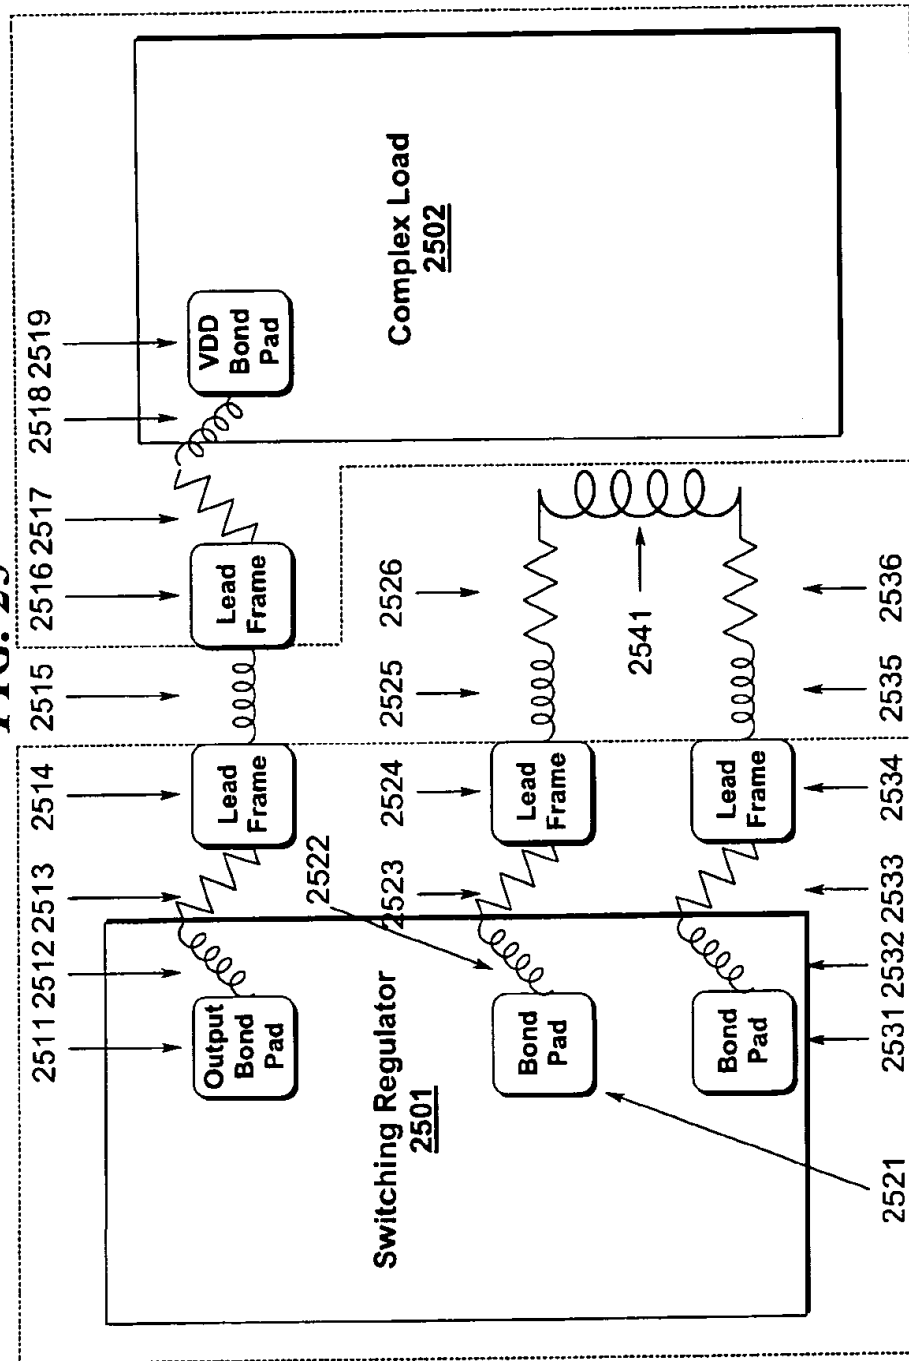 FIG. 25
2511
2512
2513
2514
2515
2516
2517
2518
2519
Output
Bond
Pad
Lead
Frame
Lead
Frame
VDD
Bond
Pad
2522
Switching Regulator
2501
2523
2524
2525
2526
Complex Load
2502
Bond
Pad
Lead
Frame
2541
Bond
Pad
Lead
Frame
2521
2531
2532
2533
2534
2535
2536